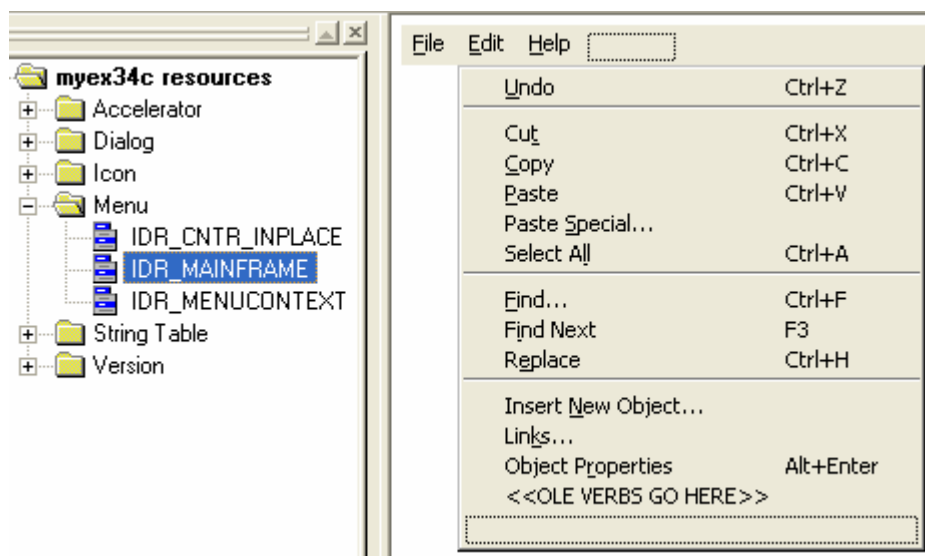 myex34c resources
Accelerator
Dialog
Icon
Menu
IDR_CNTR_INPLACE
IDR_MAINFRAME
IDR_MENUCONTEXT
String Table
Version
File Edit Help
Undo Ctrl+Z
Cut Ctrl+X
Copy Ctrl+C
Paste Ctrl+V
Paste Special...
Select All Ctrl+A
Find... Ctrl+F
Find Next F3
Replace Ctrl+H
Insert New Object...
Links...
Object Properties Alt+Enter
<<OLE VERBS GO HERE>>